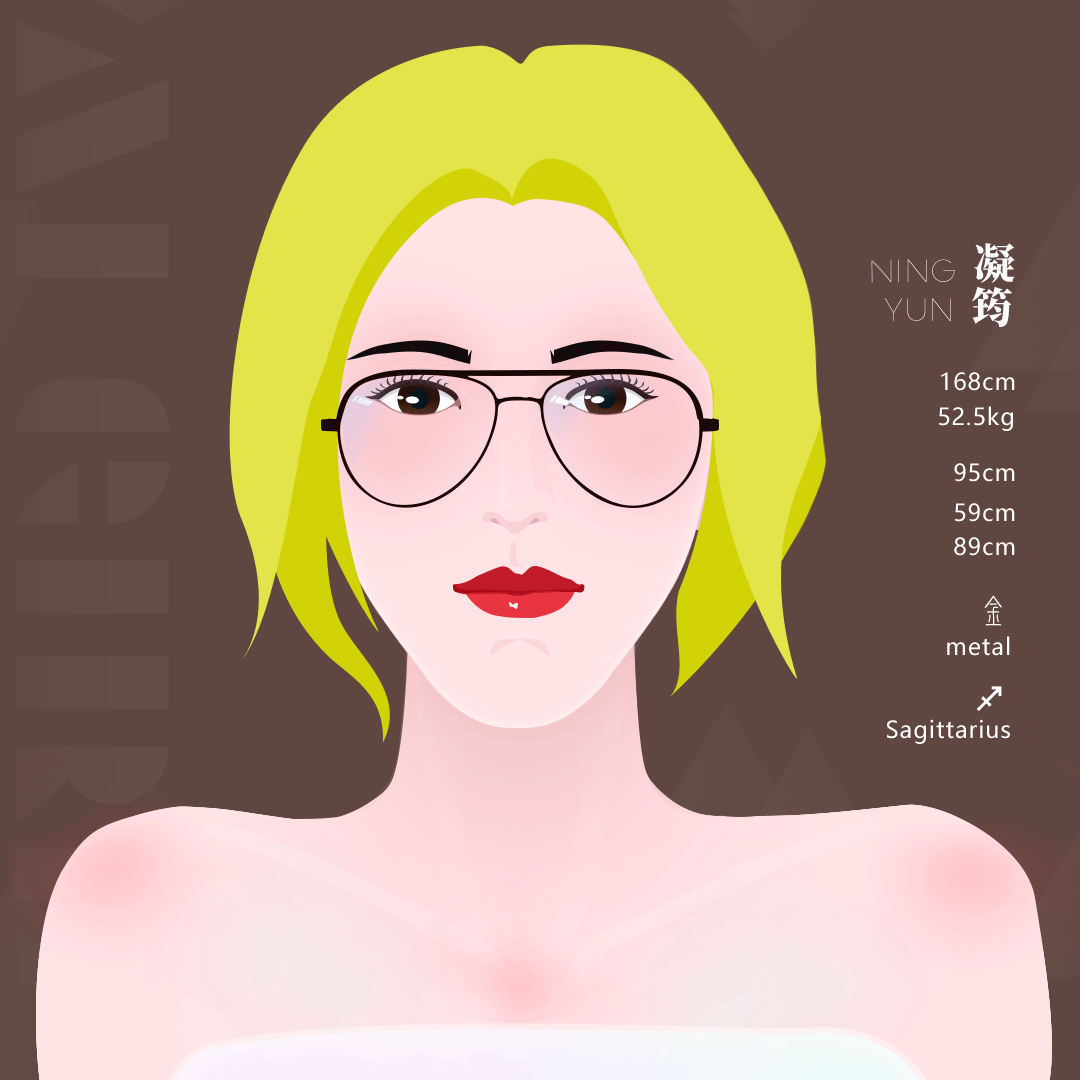 凝筠
NING
YUN
168cm
52.5kg
95cm
59cm
89cm
金
metal
Sagittarius